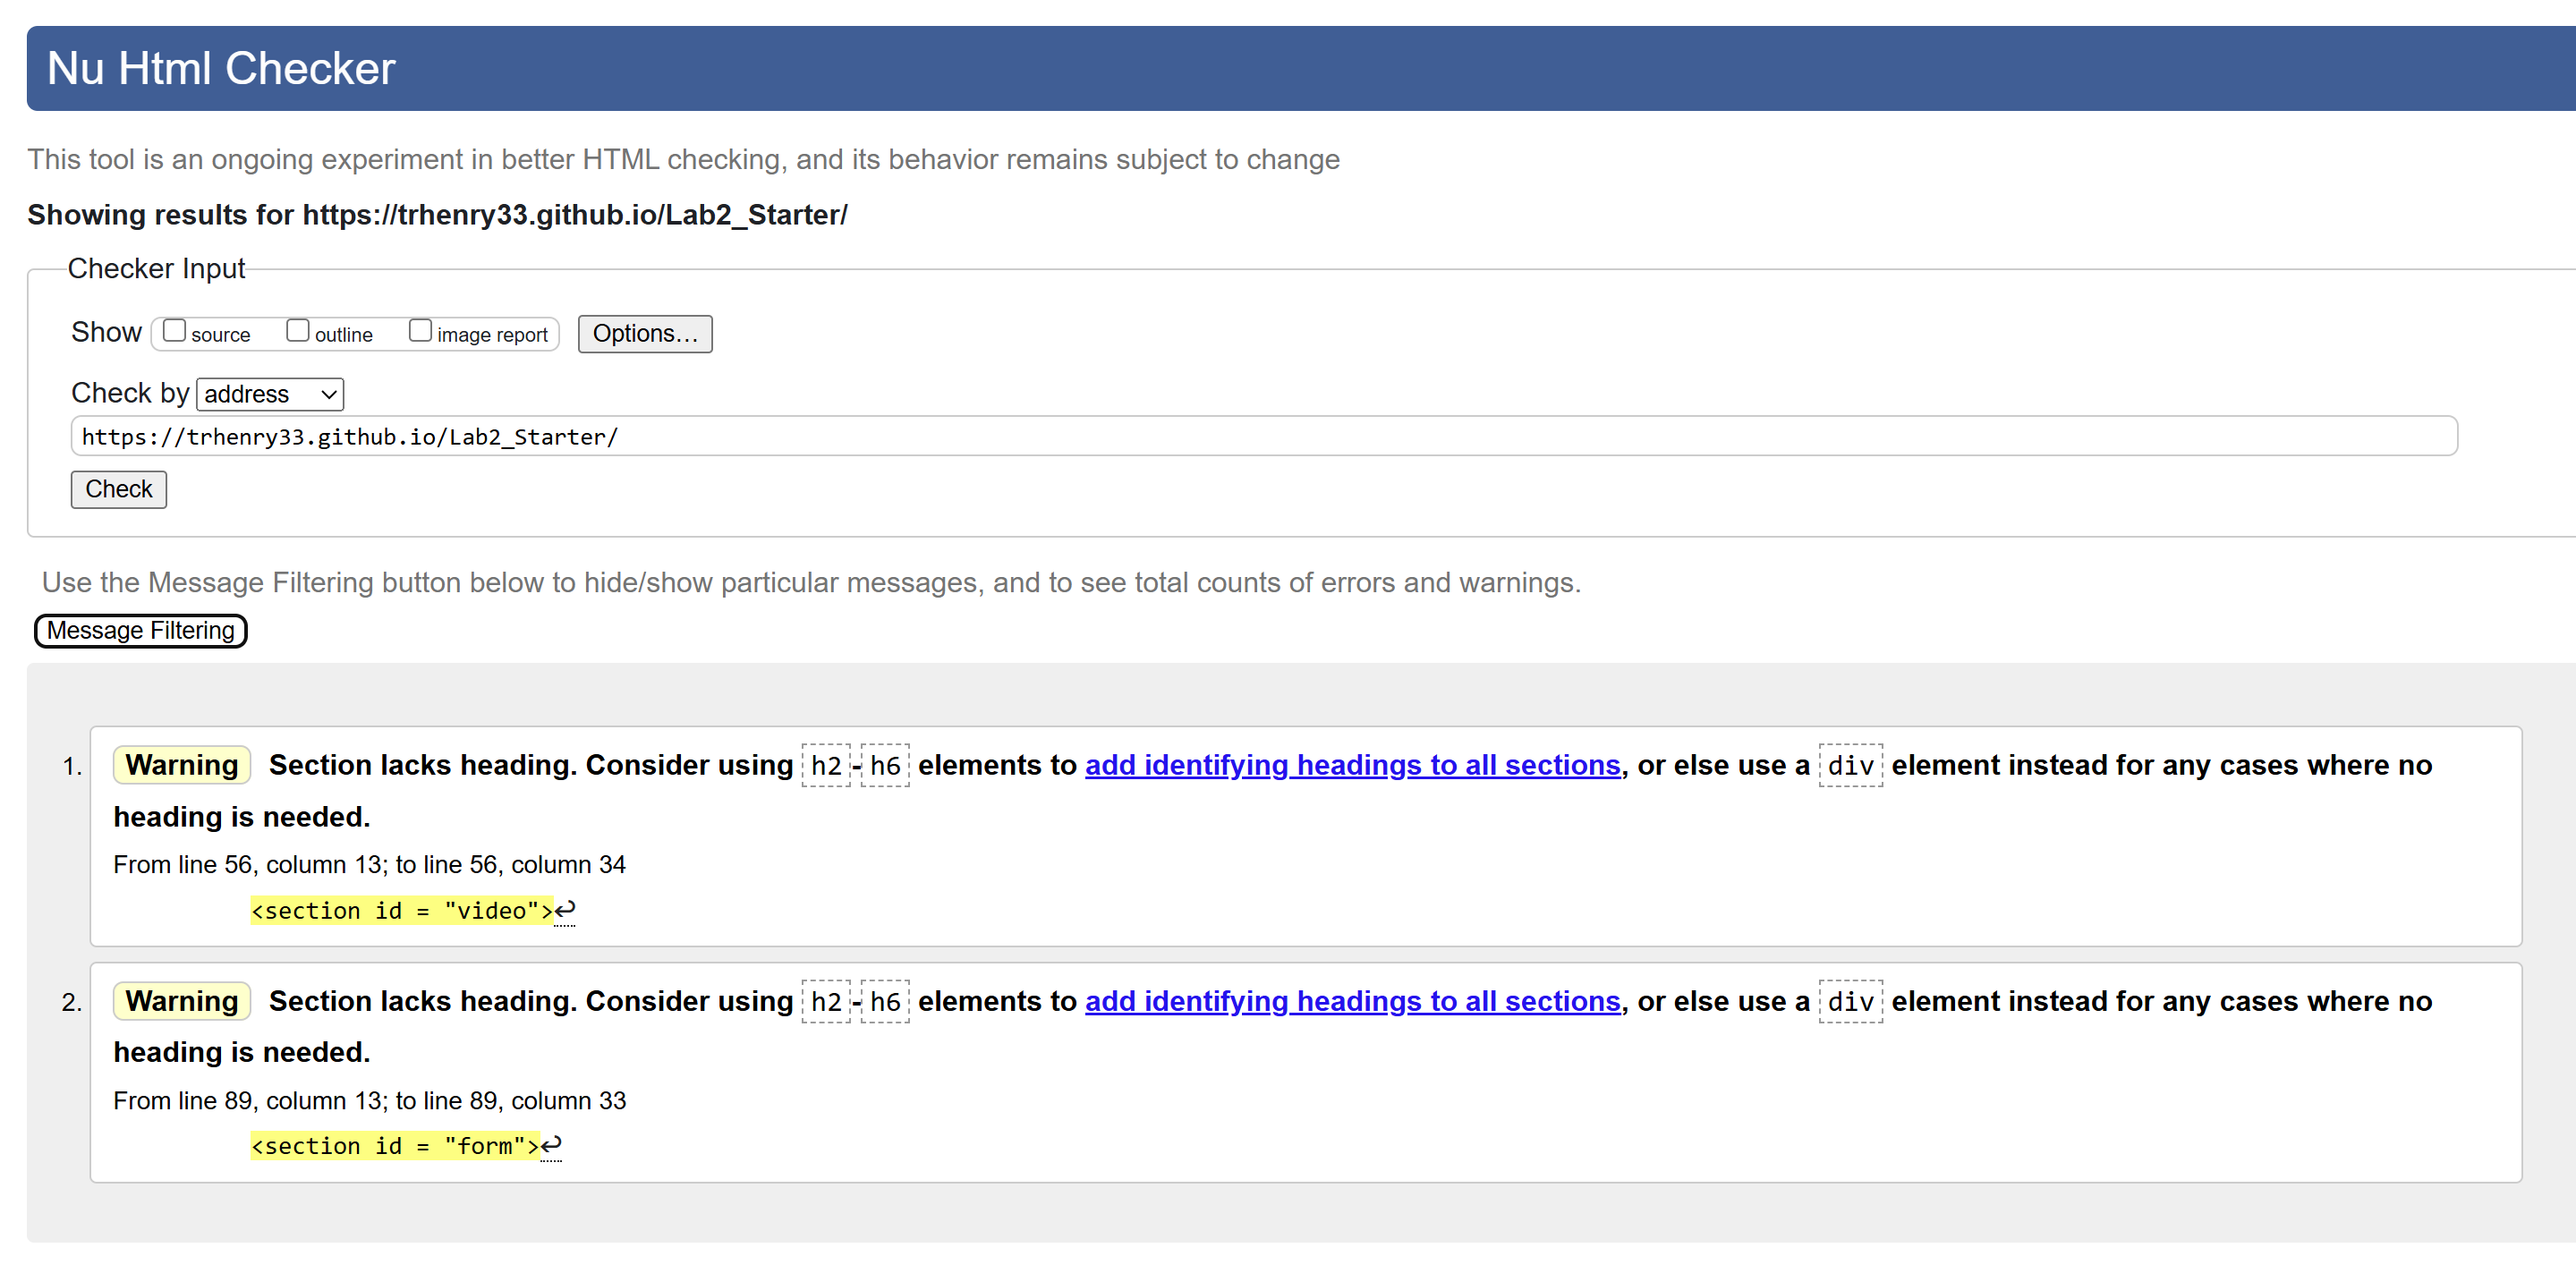 Nu Html Checker
This tool is an ongoing experiment in better HTML checking, and its behavior remains subject to change
Showing results for https://trhenry33.github.io/Lab2_Starter/
Checker Input
Show source outline image report Options...
Check by address
https://trhenry33.github.io/Lab2_Starter/
Check
Use the Message Filtering button below to hide/show particular messages, and to see total counts of errors and warnings.
Message Filtering
1. Warning Section lacks heading. Consider using h2-h6 elements to add identifying headings to all sections, or else use a div element instead for any cases where no
heading is needed.
From line 56, column 13; to line 56, column 34
<section id = "video">↩
2. Warning Section lacks heading. Consider using h2-h6 elements to add identifying headings to all sections, or else use a div element instead for any cases where no
heading is needed.
From line 89, column 13; to line 89, column 33
<section id = "form">↩